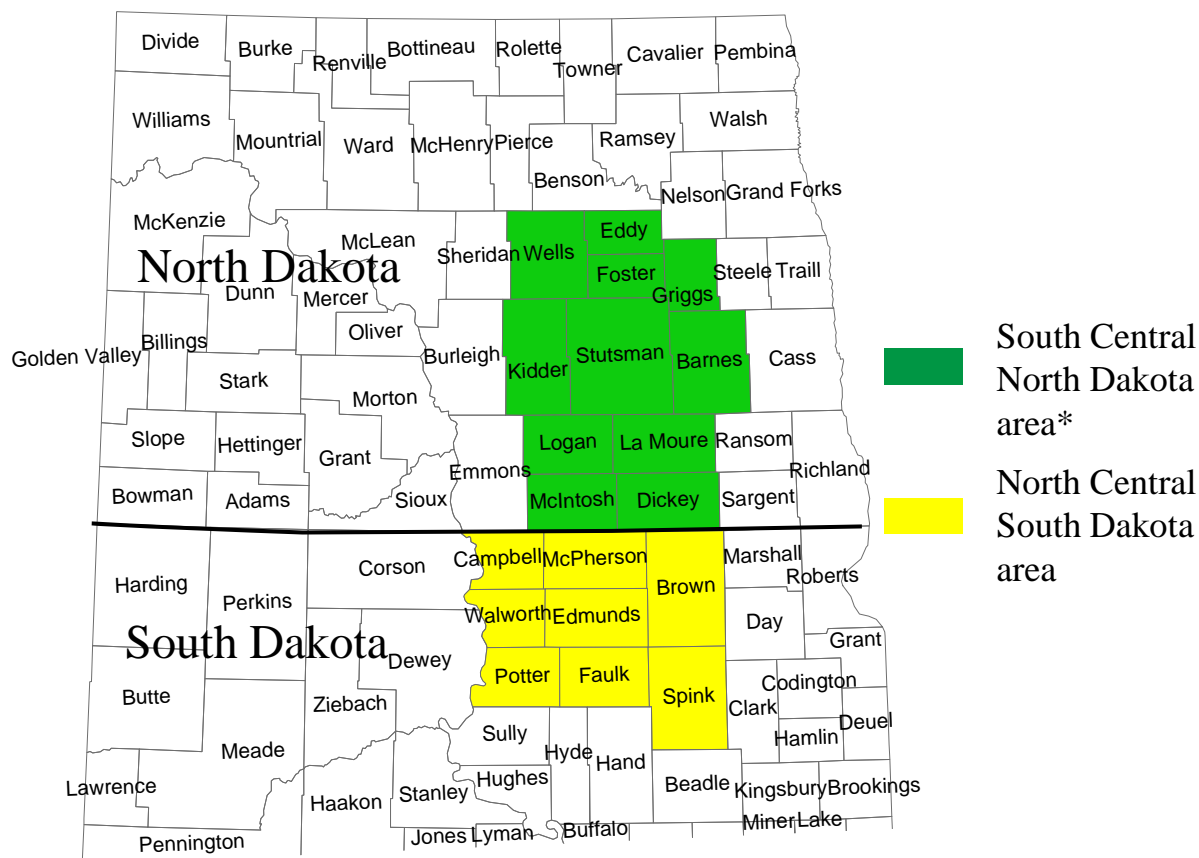 Divide
Burke
Renville
Bottineau
Rolette
Towner
Cavalier
Pembina
Williams
Mountrial
Ward
McHenry
Pierce
Benson
Ramsey
Walsh
Nelson
Grand Forks
McKenzie
McLean
Sheridan
Wells
Eddy
Foster
Griggs
Steele
Traill
North Dakota
Dunn
Mercer
Oliver
Golden Valley
Billings
Stark
Morton
Burleigh
Kidder
Stutsman
Barnes
Cass
Slope
Hettinger
Grant
Emmons
Logan
La Moure
Ransom
Richland
Bowman
Adams
Sioux
McIntosh
Dickey
Sargent
Harding
Perkins
Corson
Campbell
McPherson
Brown
Marshall
Roberts
South Dakota
Walworth
Edmunds
Day
Grant
Butte
Dewey
Potter
Faulk
Spink
Clark
Codington
Ziebach
Meade
Sully
Hyde
Hand
Hamlin
Deuel
Lawrence
Haakon
Stanley
Hughes
Beadle
Kingsbury
Brookings
Pennington
Jones
Lyman
Buffalo
Miner
Lake
South Central
North Dakota
area*
North Central
South Dakota
area